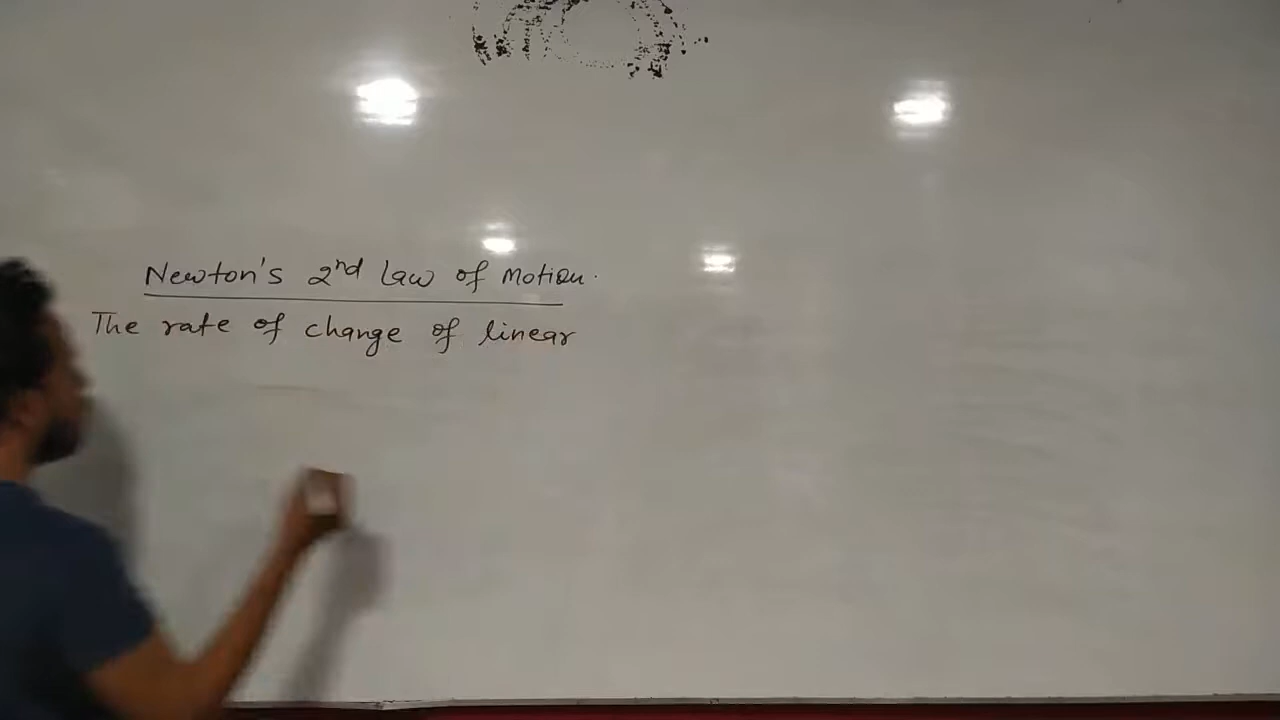 Newton's 2nd Law of Motion.
The rate of change of linear